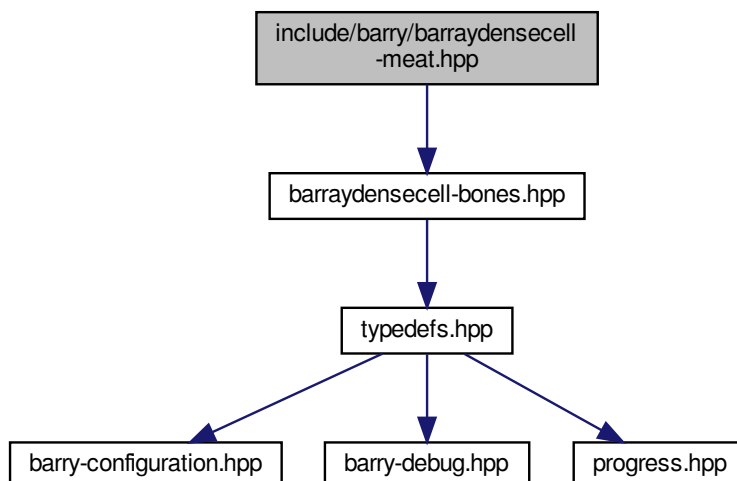 include/barry/barraydensecell
-meat.hpp
barraydensecell-bones.hpp
typedefs.hpp
barry-configuration.hpp
barry-debug.hpp
progress.hpp